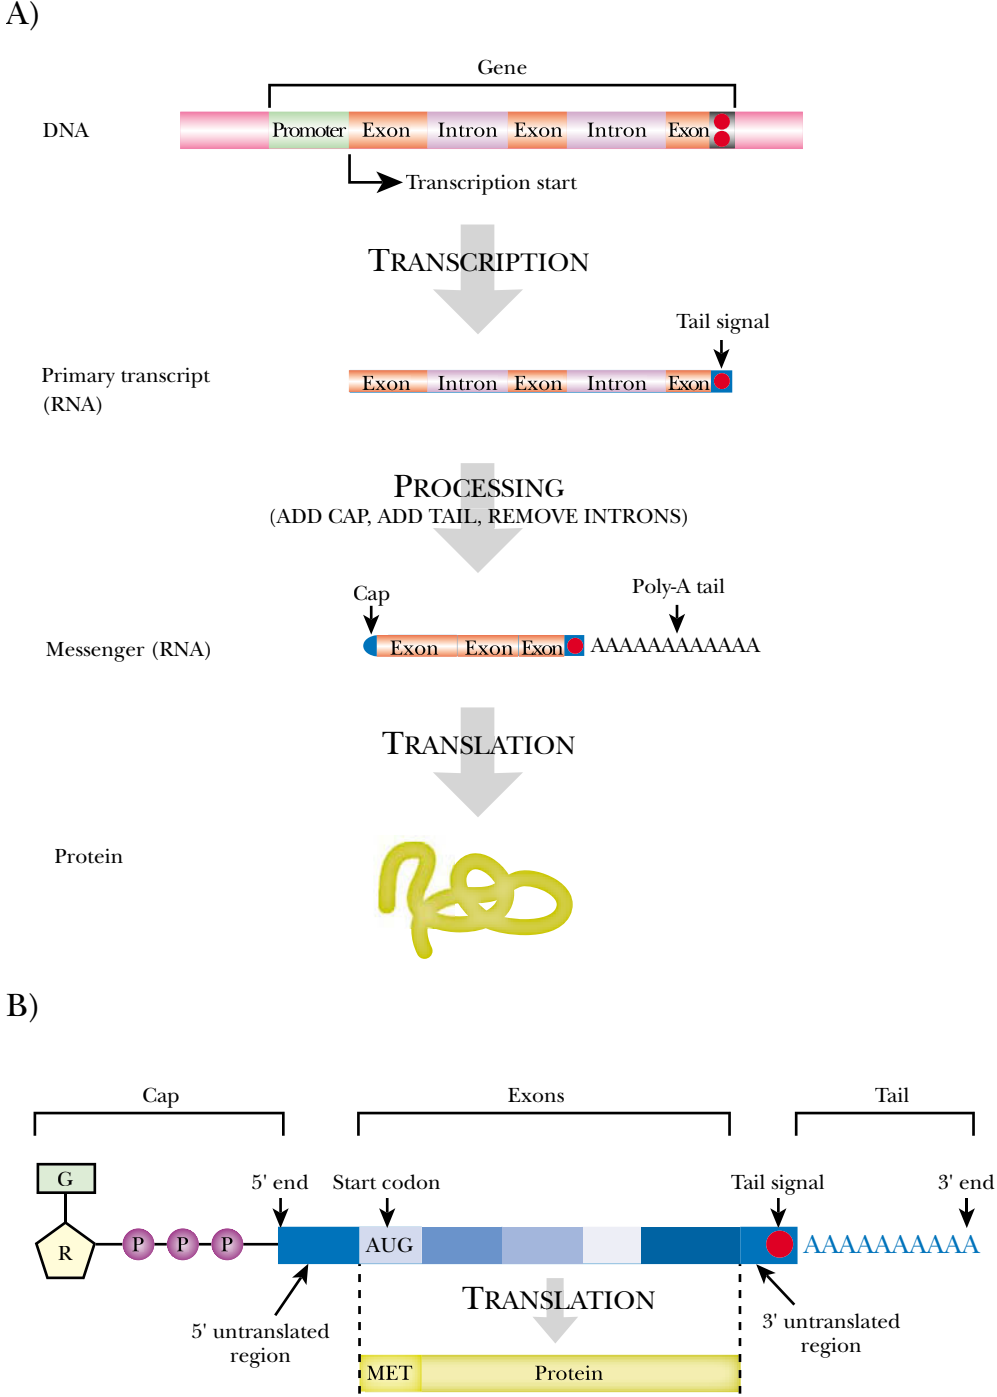 A)
Gene
DNA
Promoter Exon Intron Exon Intron Exon
Transcription start
TRANSCRIPTION
Tail signal
Primary transcript
(RNA)
Exon Intron Exon Intron Exon
PROCESSING
(ADD CAP, ADD TAIL, REMOVE INTRONS)
Cap
Poly-A tail
Messenger (RNA)
Exon Exon Exon AAAAAAAAAAAA
TRANSLATION
Protein
B)
Cap Exons Tail
G
5' end Start codon Tail signal 3' end
R P P P AUG AAAAAAAAAA
TRANSLATION
5' untranslated
region
3' untranslated
region
MET Protein